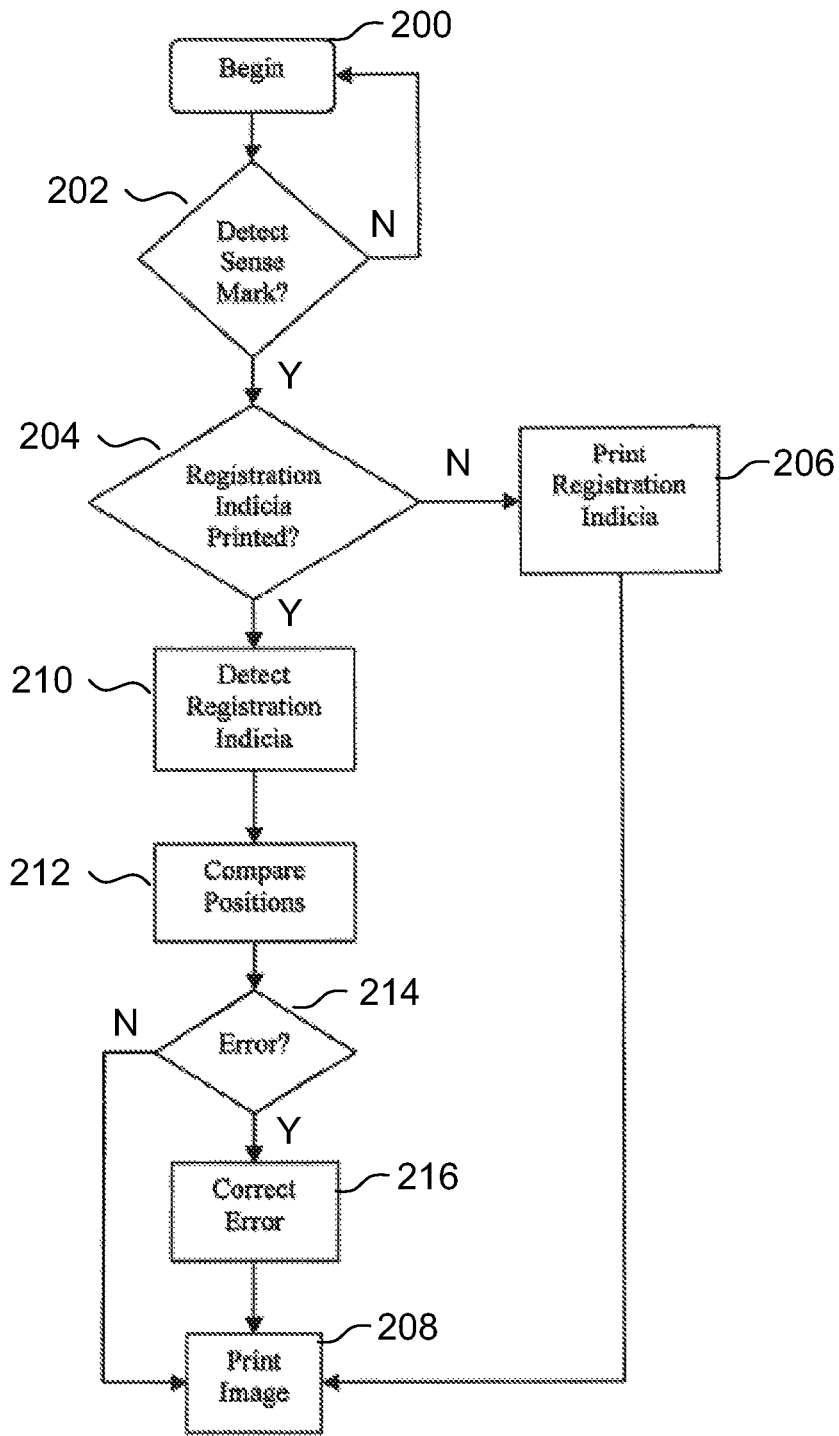 200
Begin
202
N
Detect
Sense
Mark?
Y
204
Registration
Indicia
Printed?
N
Print
Registration
Indicia
206
Y
210
Detect
Registration
Indicia
212
Compare
Positions
214
N
Error?
Y
216
Correct
Error
208
Print
Image